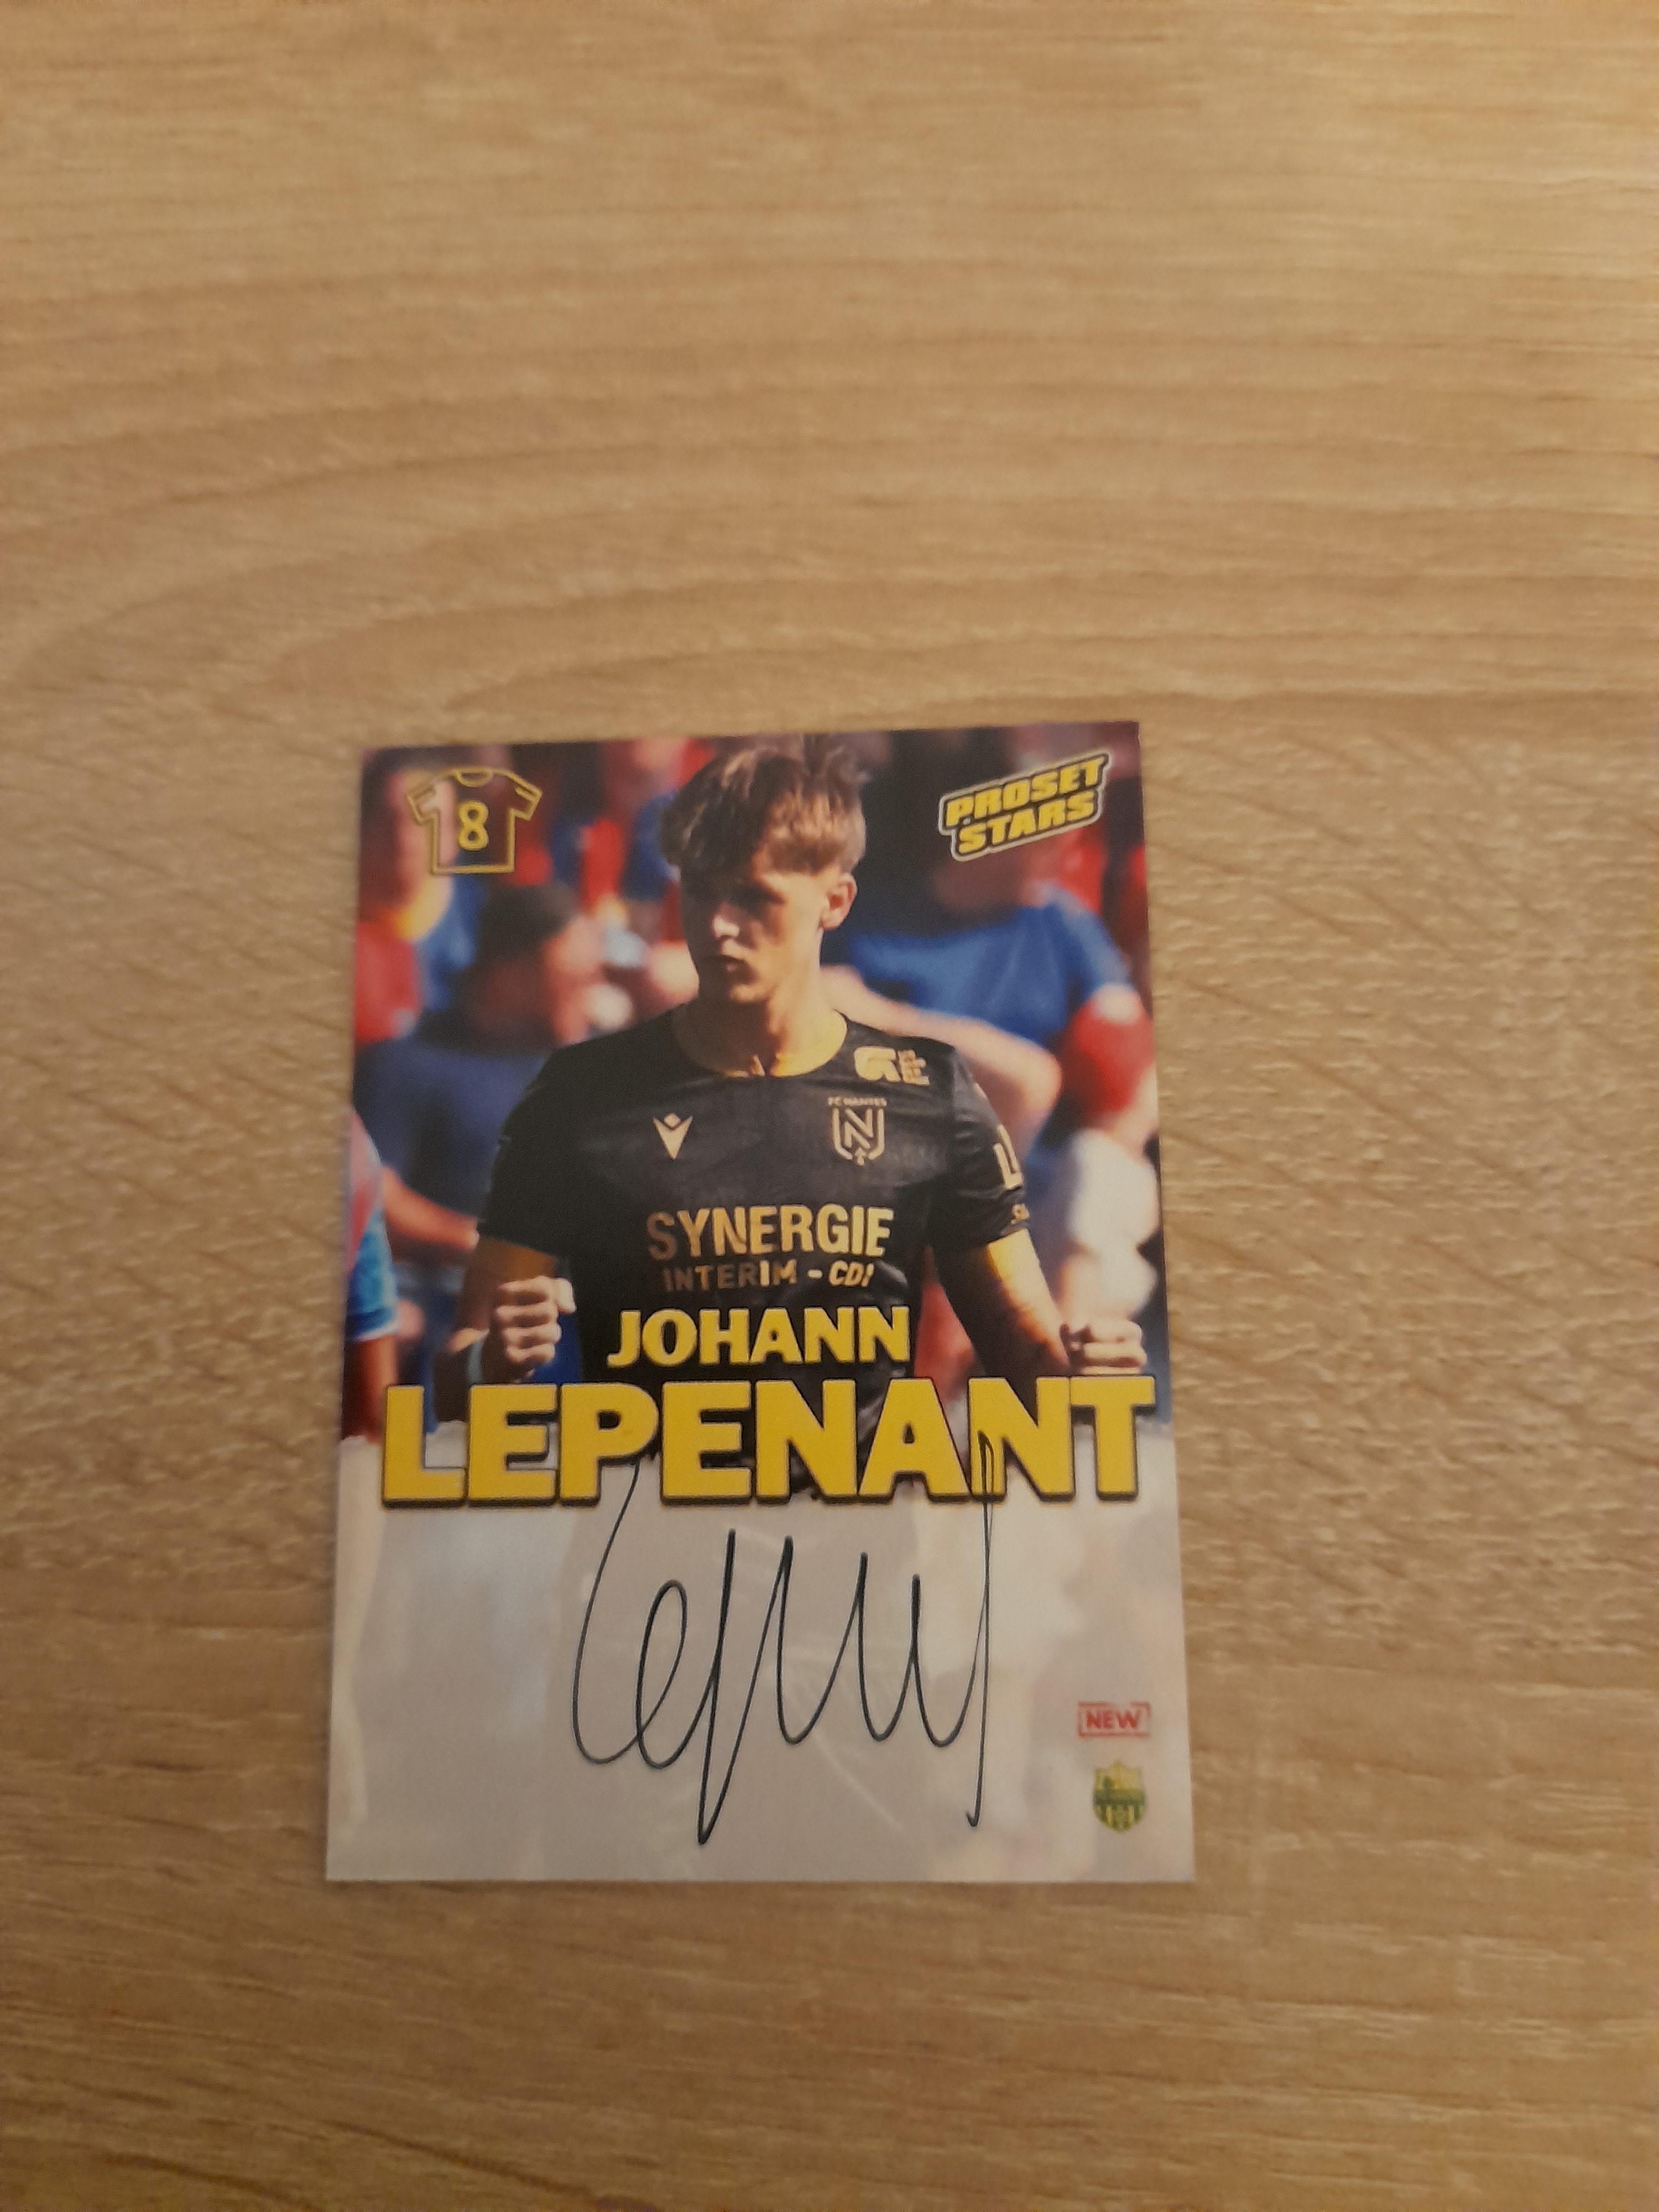 8
PROSET
STARS
FC NANTES
SYNERGIE
INTERIM - CDI
JOHANN
LEPENANT
NEW